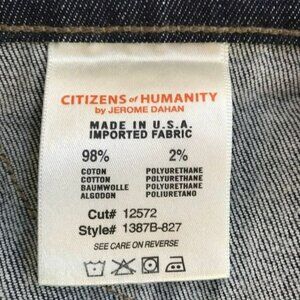 CITIZENS of HUMANITY
by JEROME DAHAN
MADE IN U.S.A.
IMPORTED FABRIC
98% 2%
COTON POLYURETHANE
COTTON POLYURETHANE
BAUMWOLLE POLYURETHANE
ALGODON POLIURETANO
Cut# 12572
Style# 1387B-827
SEE CARE ON REVERSE